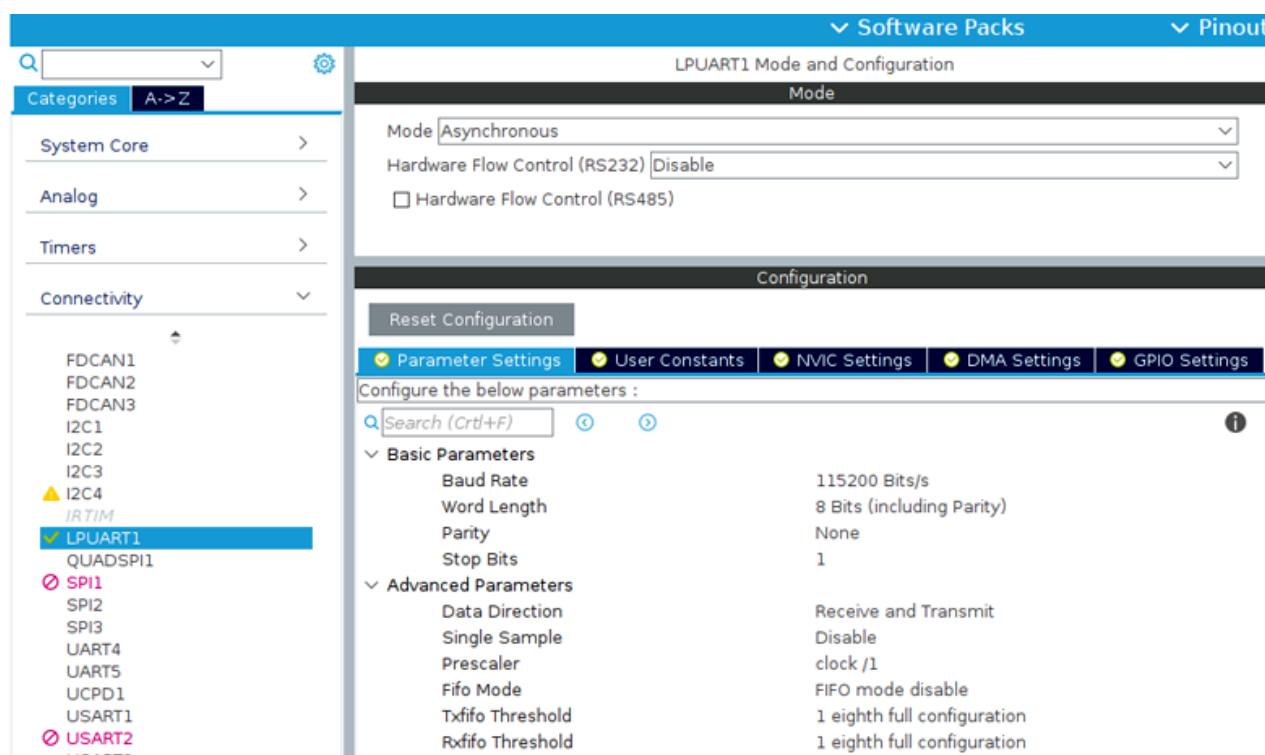 Software Packs Pinout
LPUART1 Mode and Configuration
Categories A->Z
System Core
Analog
Timers
Connectivity
FDCAN1
FDCAN2
FDCAN3
I2C1
I2C2
I2C3
I2C4
IRTIM
LPUART1
QUADSPI1
SPI1
SPI2
SPI3
UART4
UART5
UCPD1
USART1
USART2
Mode
Mode Asynchronous
Hardware Flow Control (RS232) Disable
Hardware Flow Control (RS485)
Configuration
Reset Configuration
Parameter Settings User Constants NVIC Settings DMA Settings GPIO Settings
Configure the below parameters :
Search (Crtl+F)
Basic Parameters
Baud Rate 115200 Bits/s
Word Length 8 Bits (including Parity)
Parity None
Stop Bits 1
Advanced Parameters
Data Direction Receive and Transmit
Single Sample Disable
Prescaler clock /1
Fifo Mode FIFO mode disable
Txfifo Threshold 1 eighth full configuration
Rxfifo Threshold 1 eighth full configuration